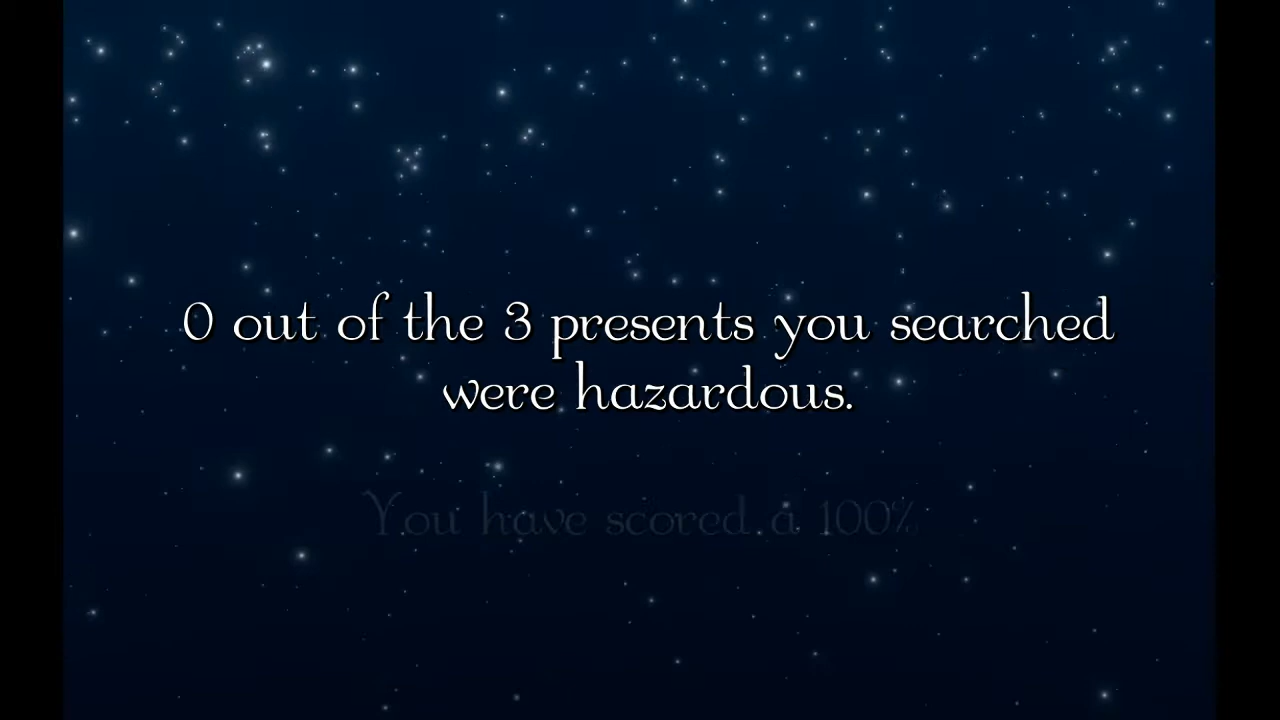 0 out of the 3 presents you searched
were hazardous.
You have scored a 100%